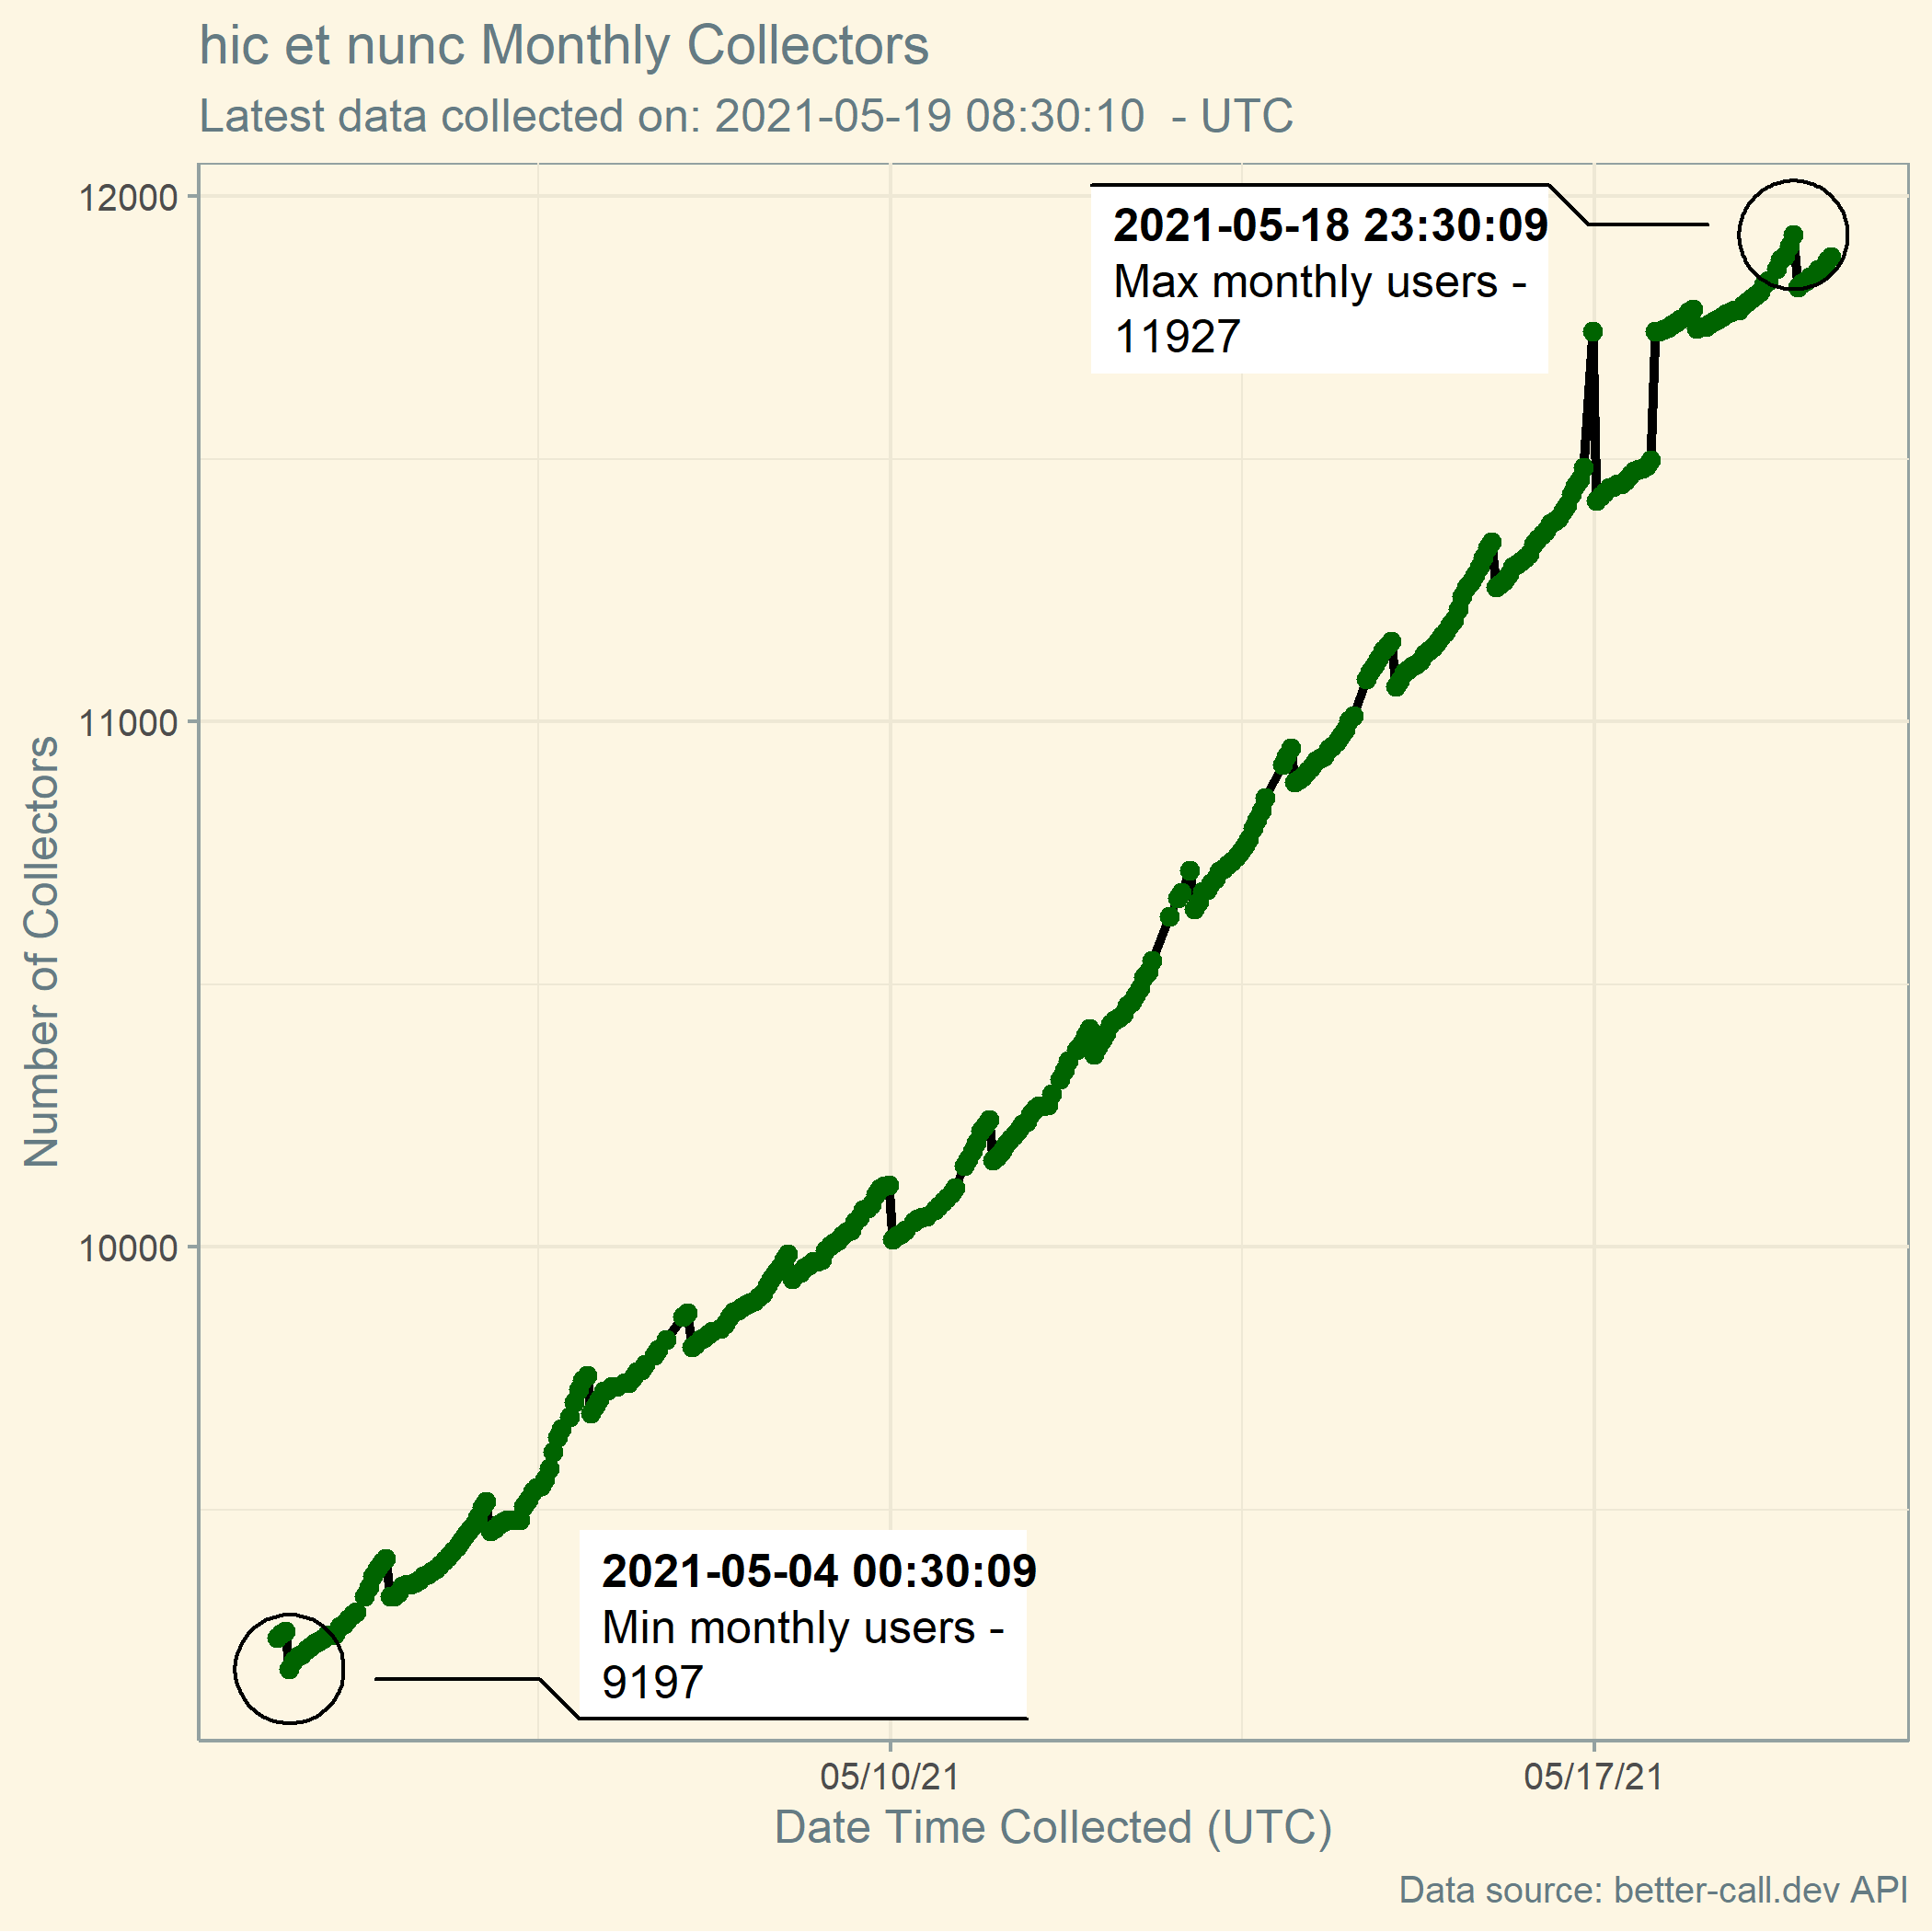 hic et nunc Monthly Collectors
Latest data collected on: 2021-05-19 08:30:10  - UTC
12000
11000
10000
Number of Collectors
2021-05-18 23:30:09
Max monthly users -
11927
2021-05-04 00:30:09
Min monthly users -
9197
05/10/21
05/17/21
Date Time Collected (UTC)
Data source: better-call.dev API